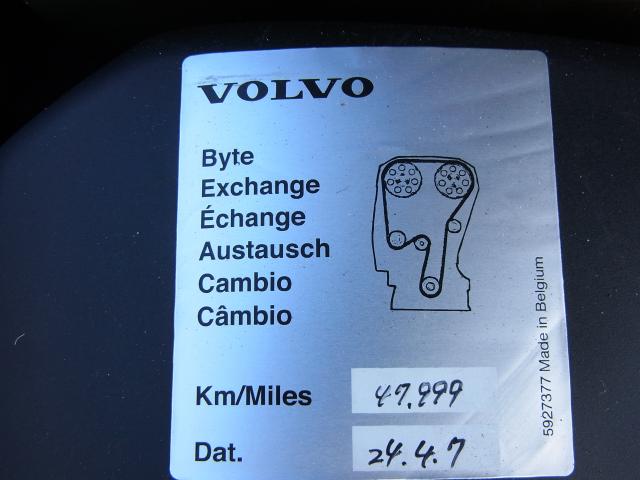 VOLVO
Byte
Exchange
Échange
Austausch
Cambio
Câmbio
Km/Miles 47,999
Dat. 24.4.7
5927377 Made in Belgium